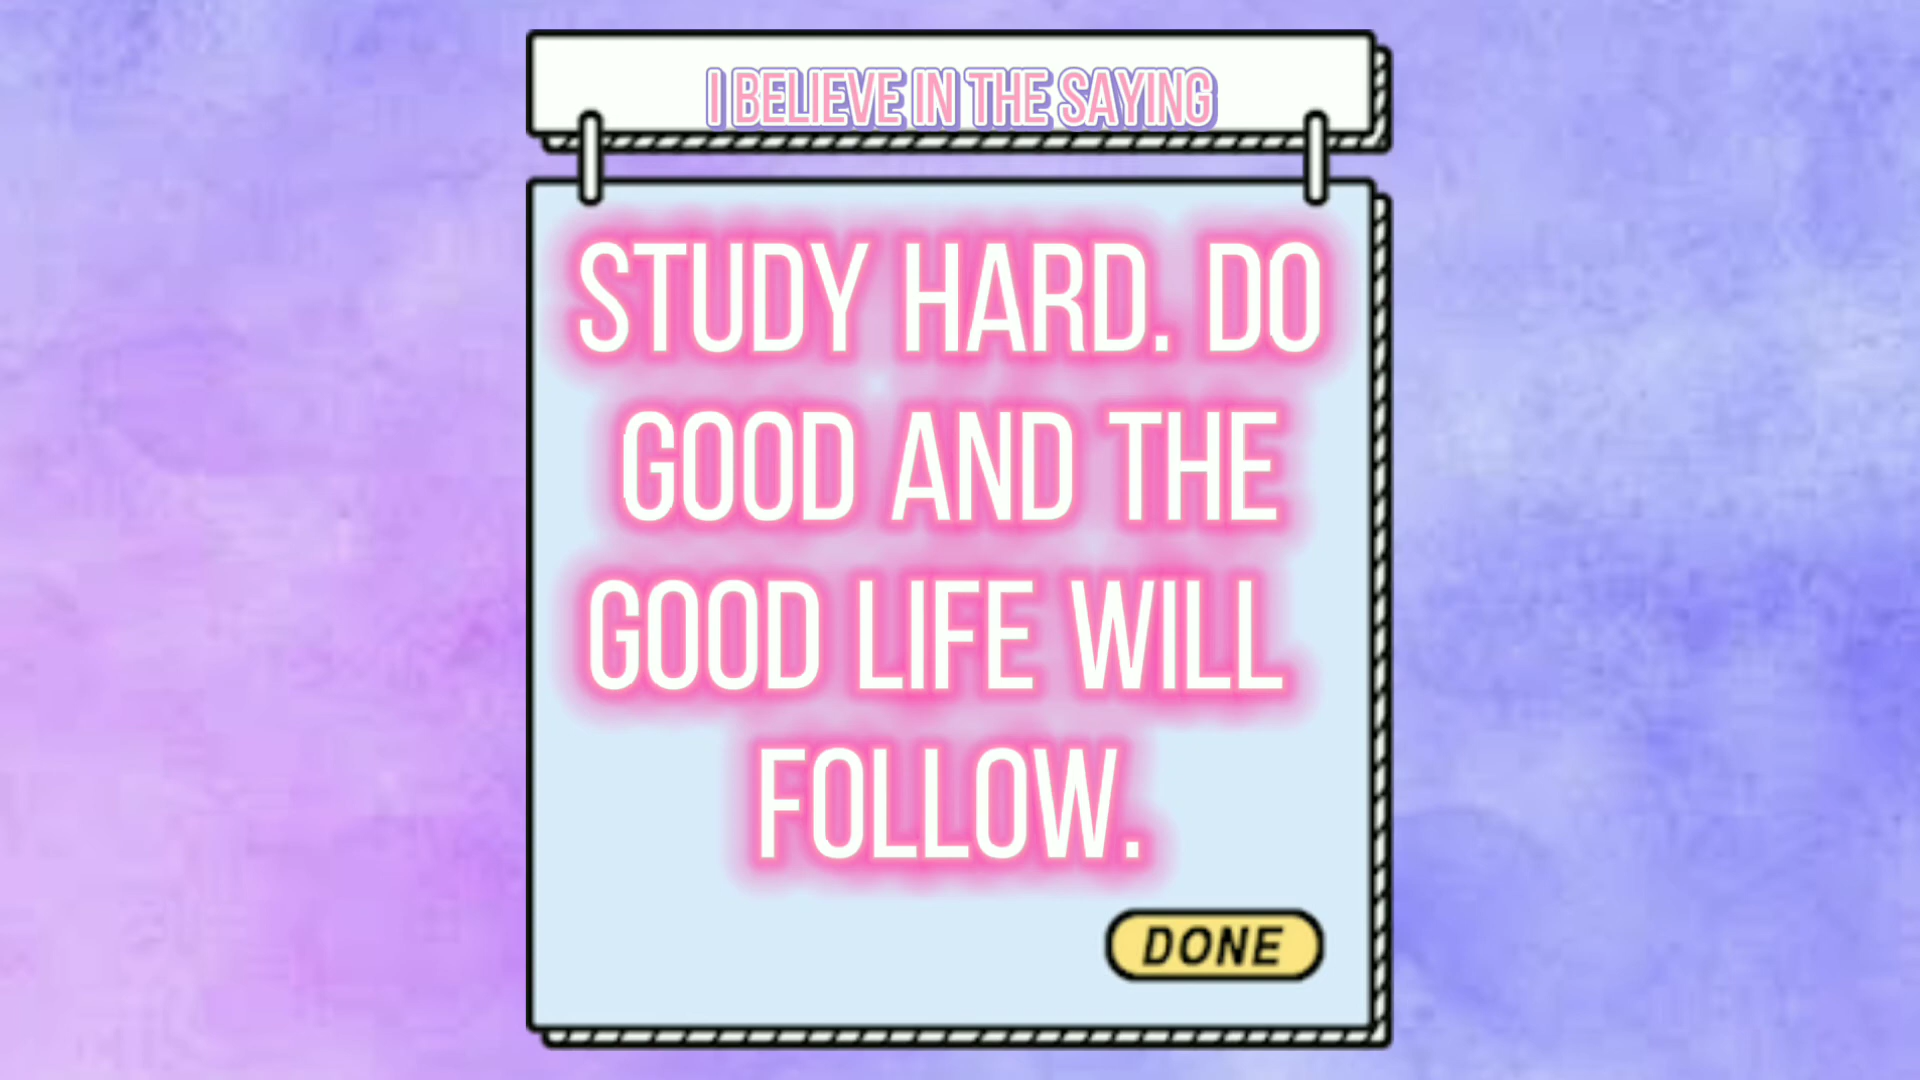 I BELIEVE IN THE SAYING
STUDY HARD. DO
GOOD AND THE
GOOD LIFE WILL
FOLLOW.
DONE